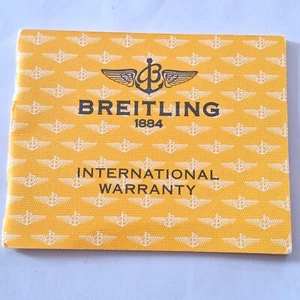 BREITLING
1884
INTERNATIONAL
WARRANTY